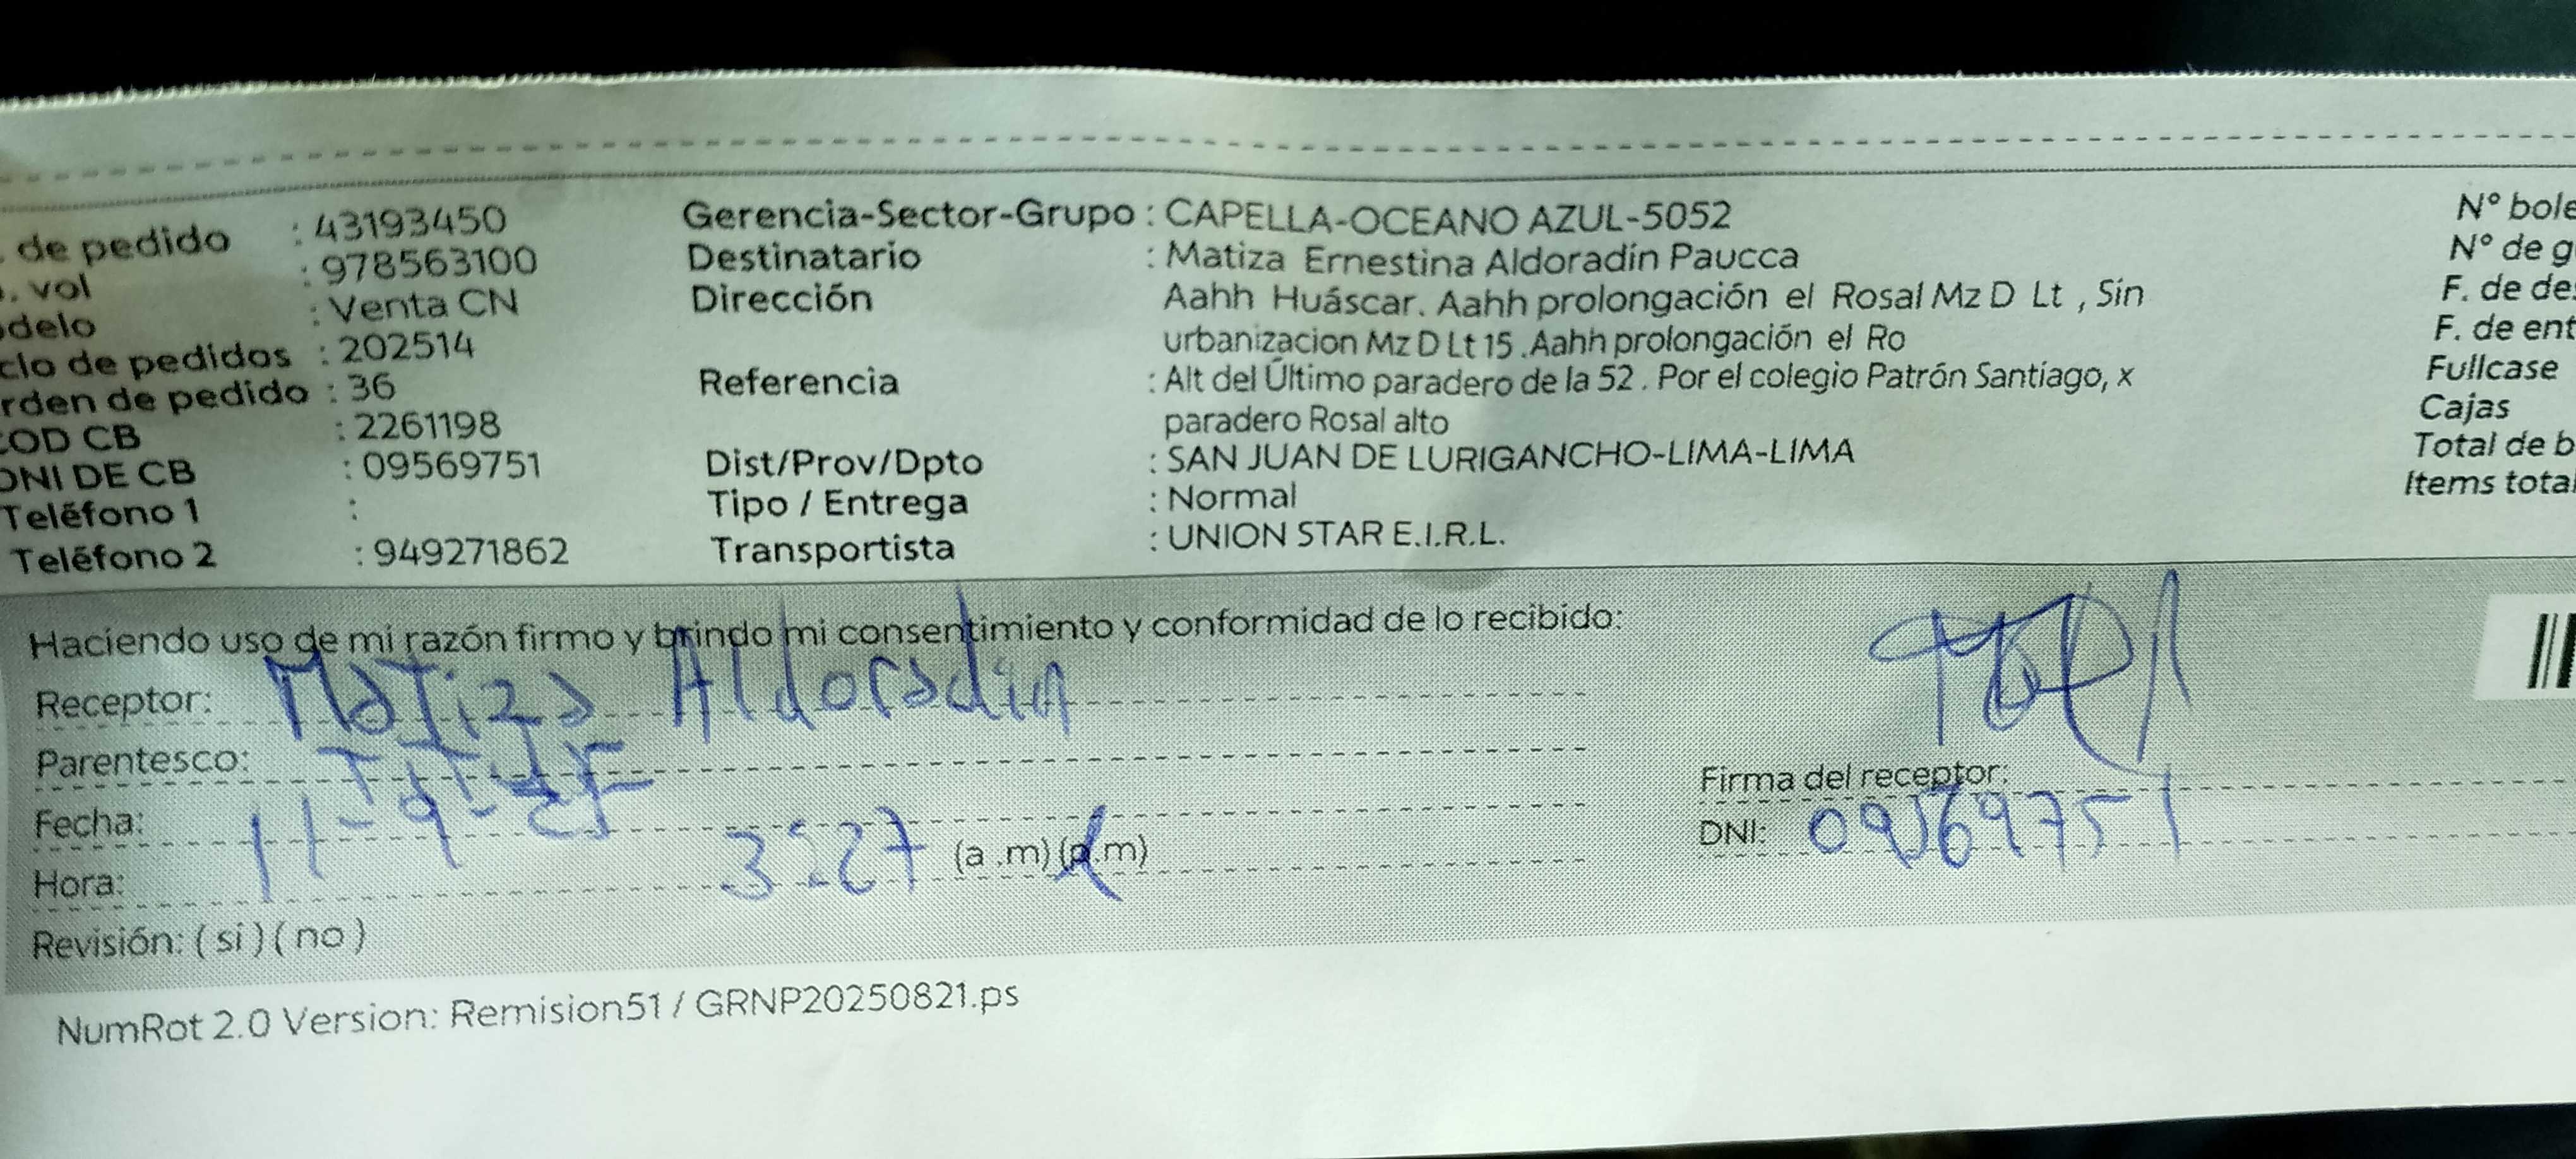 de pedido : 43193450
. vol : 978563100
delo : Venta CN
clo de pedidos : 202514
rden de pedido : 36
COD CB : 2261198
DNI DE CB : 09569751
Teléfono 1 :
Teléfono 2 : 949271862
Gerencia-Sector-Grupo : CAPELLA-OCEANO AZUL-5052
Destinatario : Matiza Ernestina Aldoradin Paucca
Dirección Aahh Huáscar. Aahh prolongación el Rosal Mz D Lt , Sin
urbanizacion Mz D Lt 15 .Aahh prolongación el Ro
Referencia : Alt del Último paradero de la 52 . Por el colegio Patrón Santiago, x
paradero Rosal alto
Dist/Prov/Dpto : SAN JUAN DE LURIGANCHO-LIMA-LIMA
Tipo / Entrega : Normal
Transportista : UNION STAR E.I.R.L.
N° bole
N° de g
F. de de
F. de ent
Fullcase
Cajas
Total de b
Items total
Haciendo uso de mi razón firmo y brindo mi consentimiento y conformidad de lo recibido:
Receptor: Matiza Aldoradin
Parentesco:
Fecha: 11-9-25
Hora: 3:27 (a .m) (p.m)
Revisión: ( si ) ( no )
Firma del receptor:
DNI: 09569751
NumRot 2.0 Version: Remision51 / GRNP20250821.ps